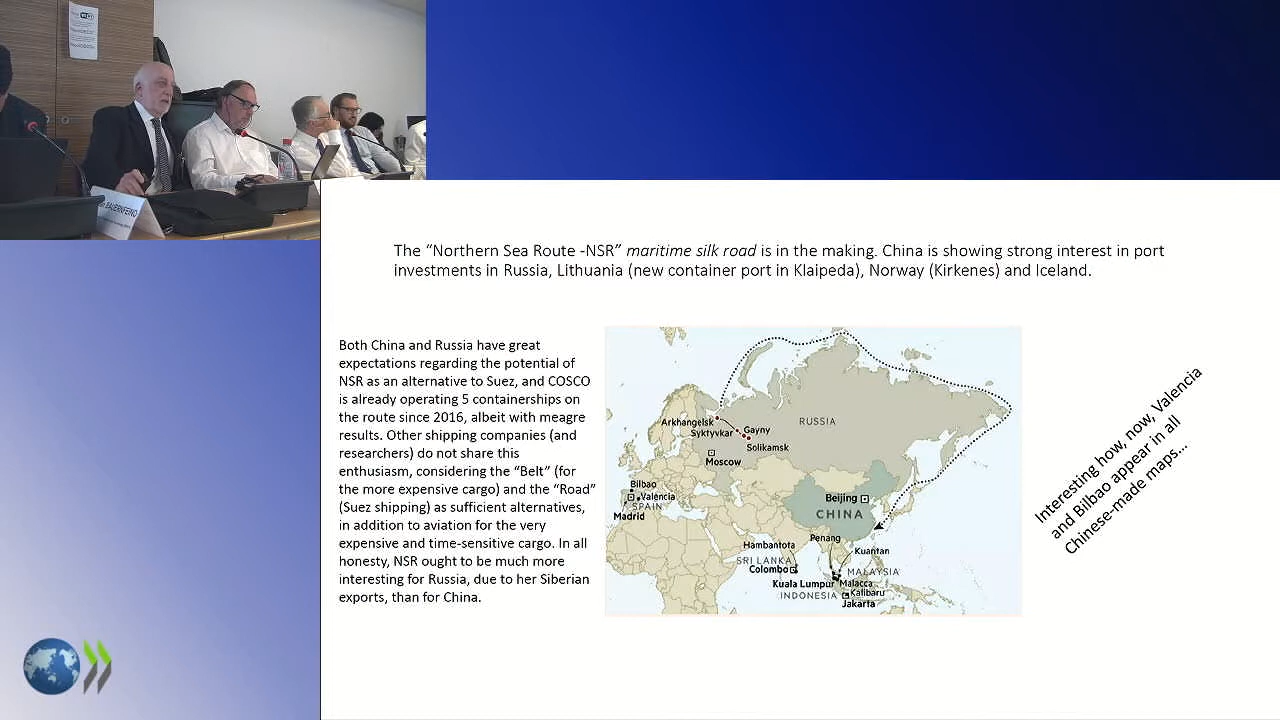 WiFi
BAUERNFEIND
The “Northern Sea Route -NSR” maritime silk road is in the making. China is showing strong interest in port
investments in Russia, Lithuania (new container port in Klaipeda), Norway (Kirkenes) and Iceland.
Both China and Russia have great
expectations regarding the potential of
NSR as an alternative to Suez, and COSCO
is already operating 5 containerships on
the route since 2016, albeit with meagre
results. Other shipping companies (and
researchers) do not share this
enthusiasm, considering the “Belt” (for
the more expensive cargo) and the “Road”
(Suez shipping) as sufficient alternatives,
in addition to aviation for the very
expensive and time-sensitive cargo. In all
honesty, NSR ought to be much more
interesting for Russia, due to her Siberian
exports, than for China.
Arkhangelsk
RUSSIA
Syktyvkar
Gayny
Solikamsk
Moscow
Bilbao
Valencia
SPAIN
Madrid
Beijing
CHINA
Penang
Hambantota
Kuantan
SRI LANKA
Colombo
MALAYSIA
Kuala Lumpur
Malacca
INDONESIA
Kalibaru
Jakarta
Interesting how, now, Valencia
and Bilbao appear in all
Chinese-made maps...